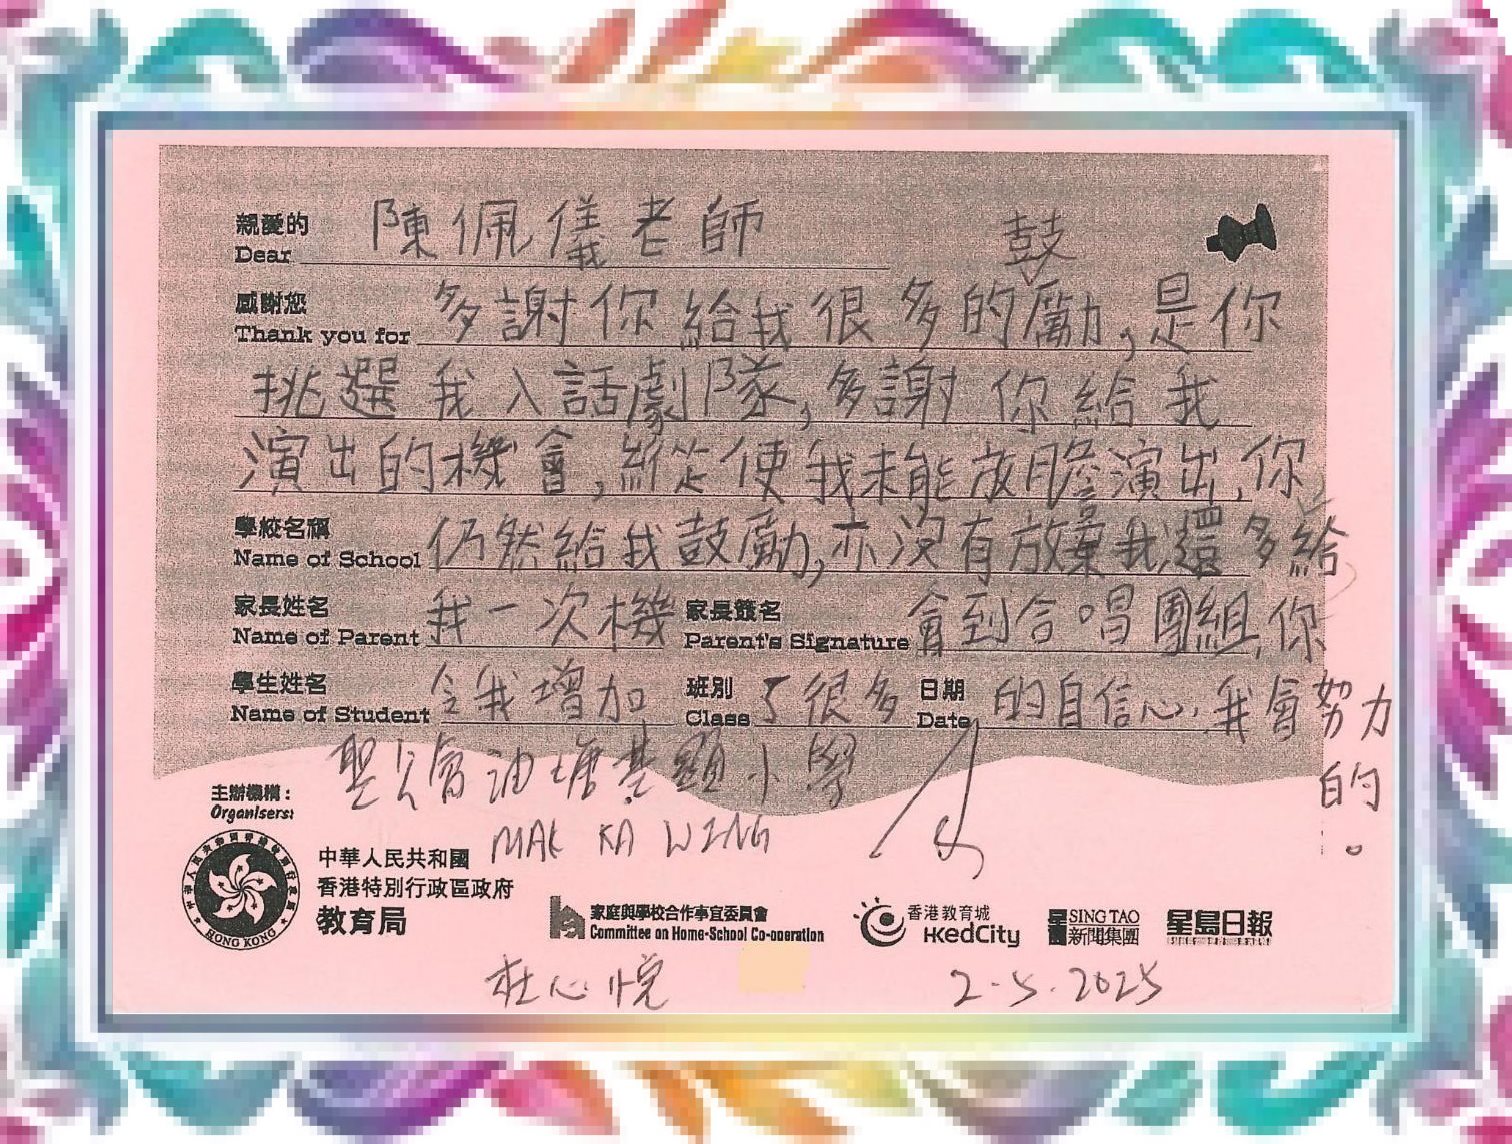 親愛的 陳佩儀老師
Dear
鼓
感謝您 多謝你給我很多的勵,是你
Thank you for
挑選我入話劇隊,多謝你給我
演出的機會,縱使我未能放膽演出,你
學校名稱 仍然給我鼓勵,亦沒有放棄我,還多給
Name of School
家長姓名 我一次機 家長簽名 會到合唱團組,你
Name of Parent Parent's Signature
學生姓名 令我增加 班別 了很多 日期 的自信心,我會努力
Name of Student Class Date
的。
聖公會油塘基顯小學
主辦機構:
Organisers:
MAK KA WING
中華人民共和國
香港特別行政區政府
教育局
HONG KONG
家庭與學校合作事宜委員會
Committee on Home-School Co-operation
香港教育城
HKedCity
SING TAO
新聞集團
星島日報
杜心悅
2.5.2025